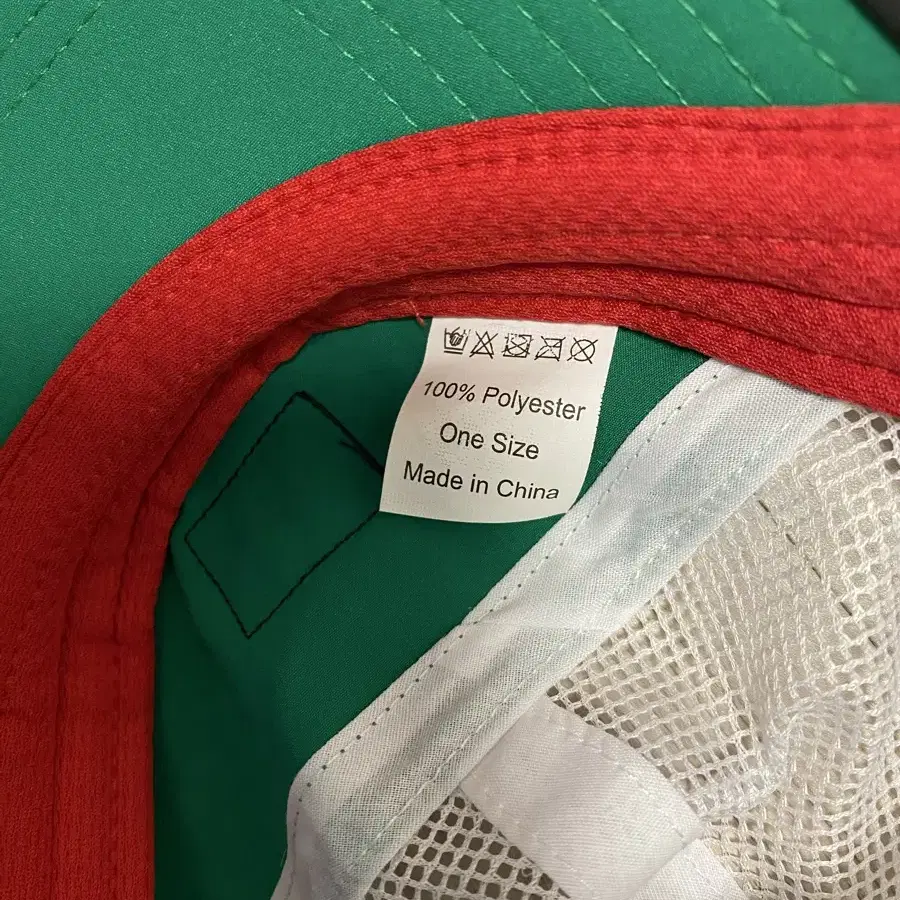 100% Polyester
One Size
Made in China